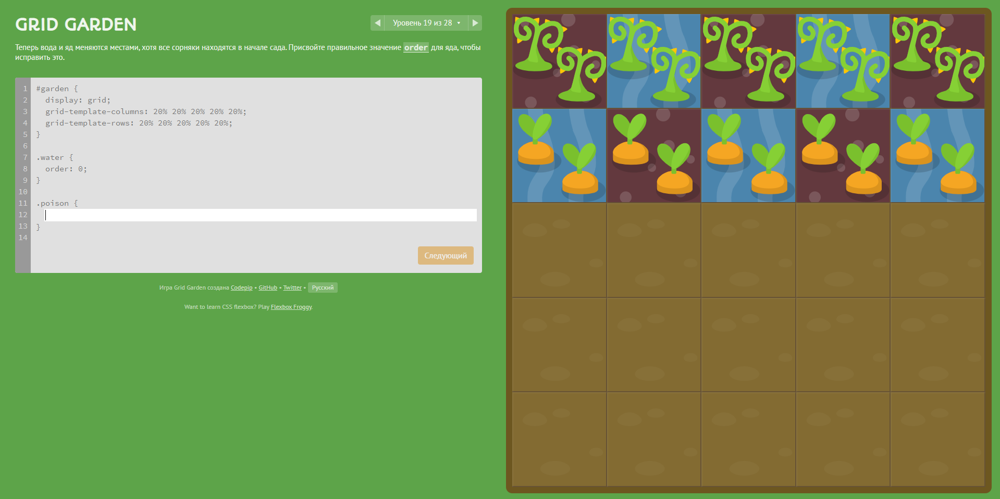 GRID GARDEN
Уровень 19 из 28
Теперь вода и яд меняются местами, хотя все сорняки находятся в начале сада. Присвойте правильное значение order для яда, чтобы
исправить это.
1 #garden {
2 display: grid;
3 grid-template-columns: 20% 20% 20% 20% 20%;
4 grid-template-rows: 20% 20% 20% 20% 20%;
5 }
6
7 .water {
8 order: 0;
9 }
10
11 .poison {
12
13 }
14
Следующий
Игра Grid Garden создана Codepip • GitHub • Twitter • Русский
Want to learn CSS flexbox? Play Flexbox Froggy.